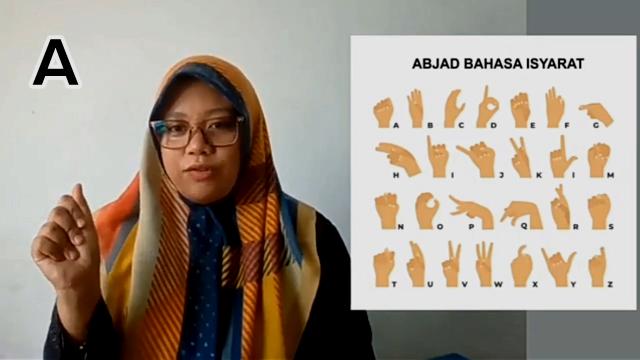 A
ABJAD BAHASA ISYARAT
A B C D E F G
H I J K L M
N O P Q R S
T U V W X Y Z